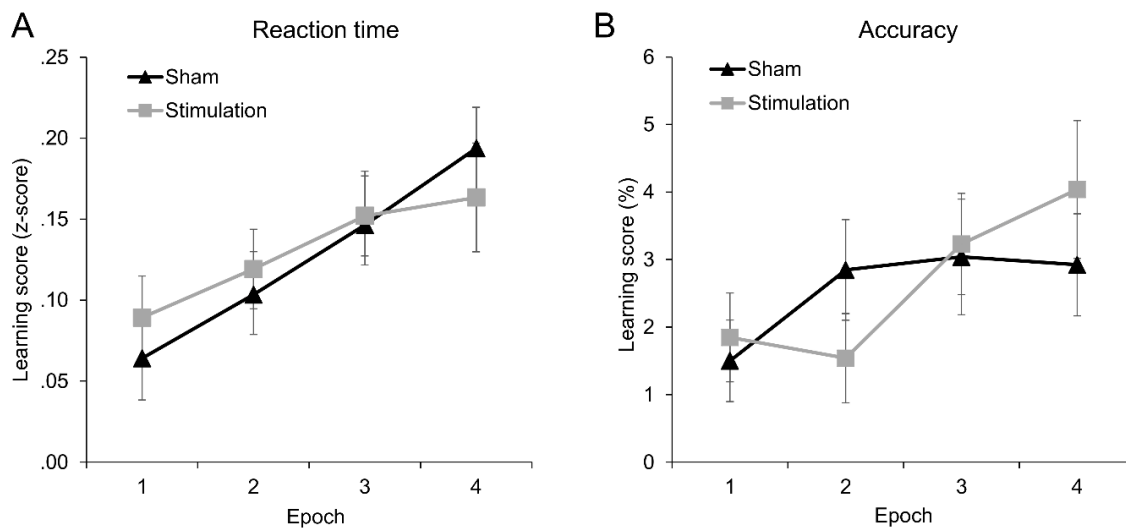 A
Reaction time
Sham
Stimulation
Learning score (z-score)
.25
.20
.15
.10
.05
.00
1 2 3 4
Epoch
B
Accuracy
Sham
Stimulation
Learning score (%)
6
5
4
3
2
1
0
1 2 3 4
Epoch